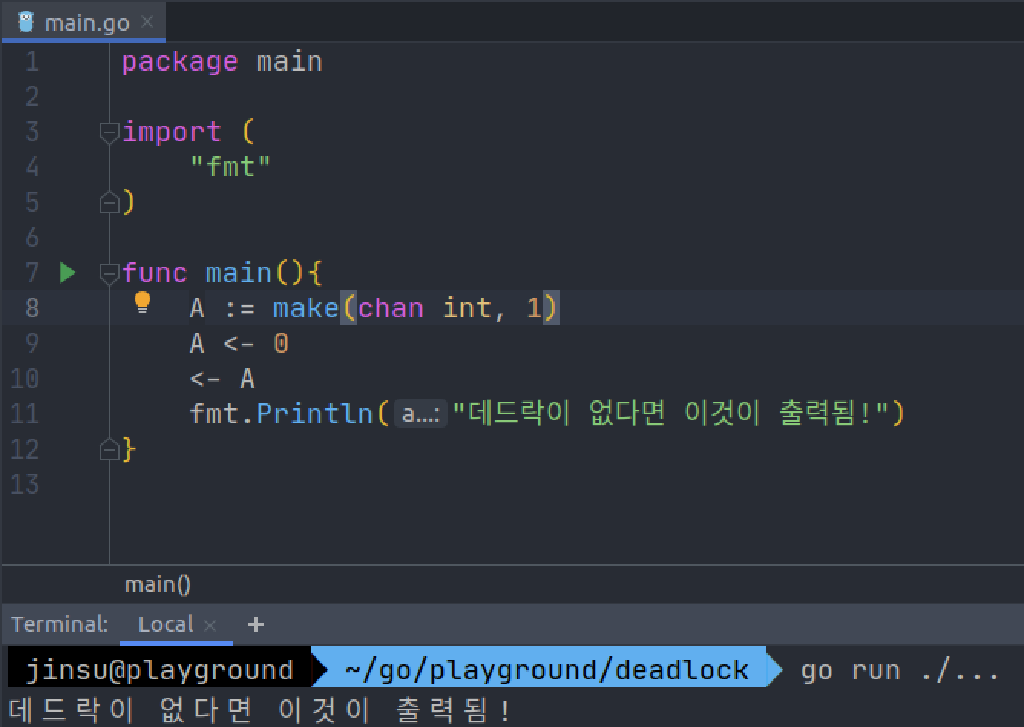 main.go
1 package main
2
3 import (
4 "fmt"
5 )
6
7 func main(){
8 A := make(chan int, 1)
9 A <- 0
10 <- A
11 fmt.Println( a...: "데드락이 없다면 이것이 출력됨!")
12 }
13
main()
Terminal: Local +
jinsu@playground ~/go/playground/deadlock go run ./...
데드락이 없다면 이것이 출력됨!